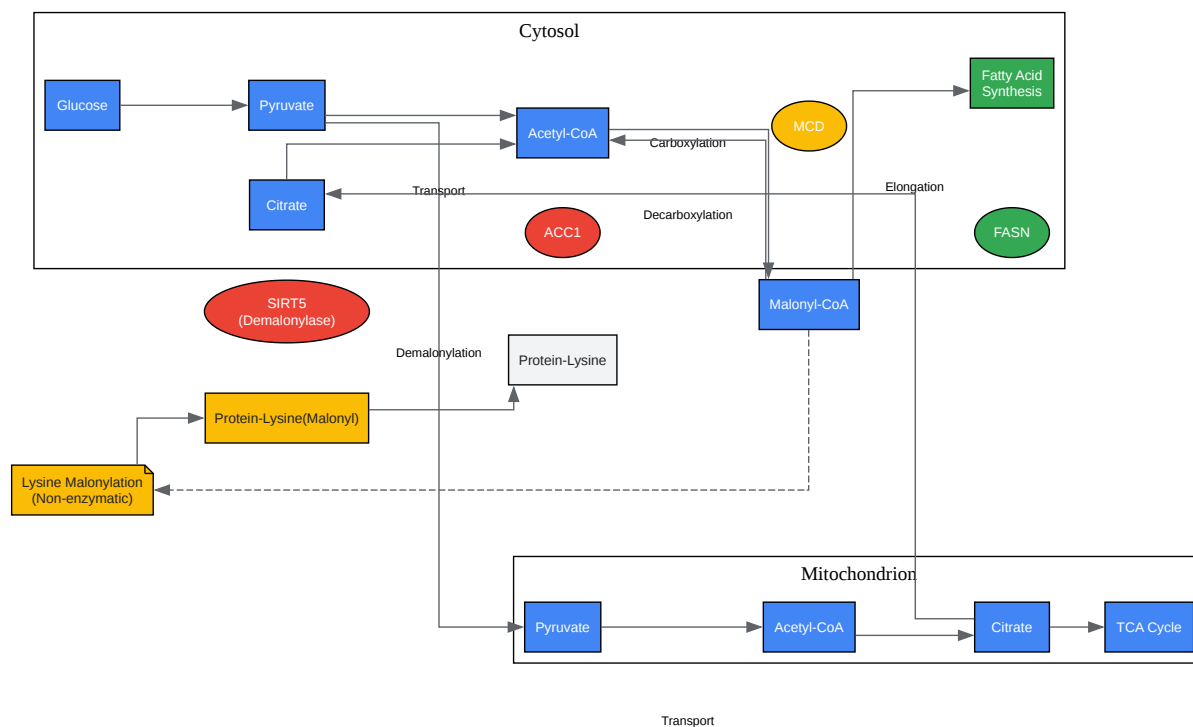 Cytosol
Fatty Acid
Synthesis
Glucose
Pyruvate
Acetyl-CoA
MCD
Carboxylation
Transport
Elongation
Citrate
Decarboxylation
ACC1
FASN
SIRT5
(Demalonylase)
Malonyl-CoA
Demalonylation
Protein-Lysine
Protein-Lysine(Malonyl)
Lysine Malonylation
(Non-enzymatic)
Mitochondrion
Pyruvate
Acetyl-CoA
Citrate
TCA Cycle
Transport